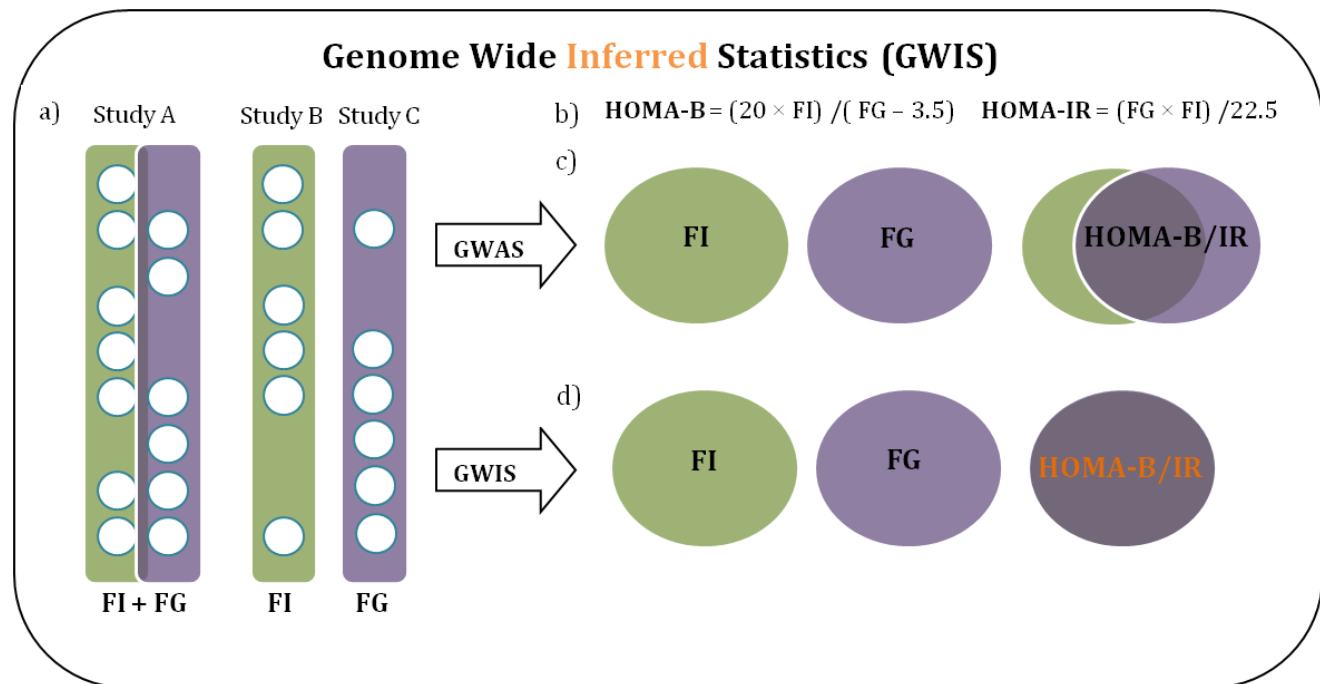 Genome Wide Inferred Statistics (GWIS)
a) Study A Study B Study C
b) HOMA-B = (20 × FI) /( FG – 3.5) HOMA-IR = (FG × FI) /22.5
c)
GWAS
FI FG HOMA-B/IR
d)
GWIS
FI FG HOMA-B/IR
FI + FG FI FG